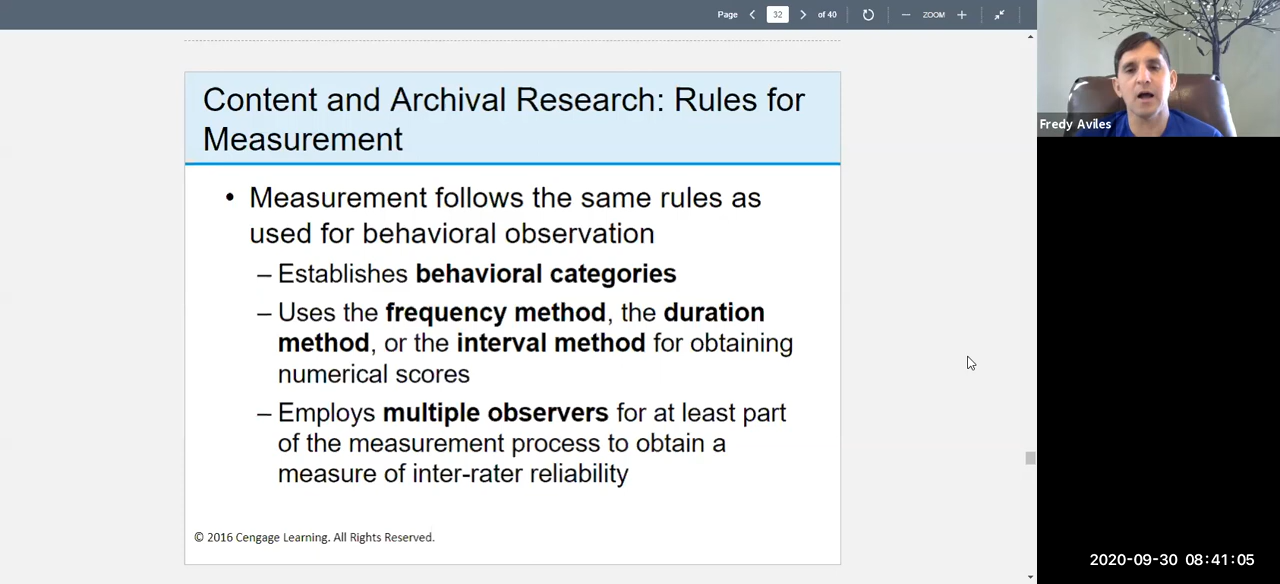 Page 32 of 40 ZOOM
Content and Archival Research: Rules for
Measurement
• Measurement follows the same rules as
used for behavioral observation
– Establishes behavioral categories
– Uses the frequency method, the duration
method, or the interval method for obtaining
numerical scores
– Employs multiple observers for at least part
of the measurement process to obtain a
measure of inter-rater reliability
© 2016 Cengage Learning. All Rights Reserved.
Fredy Aviles
2020-09-30 08:41:05